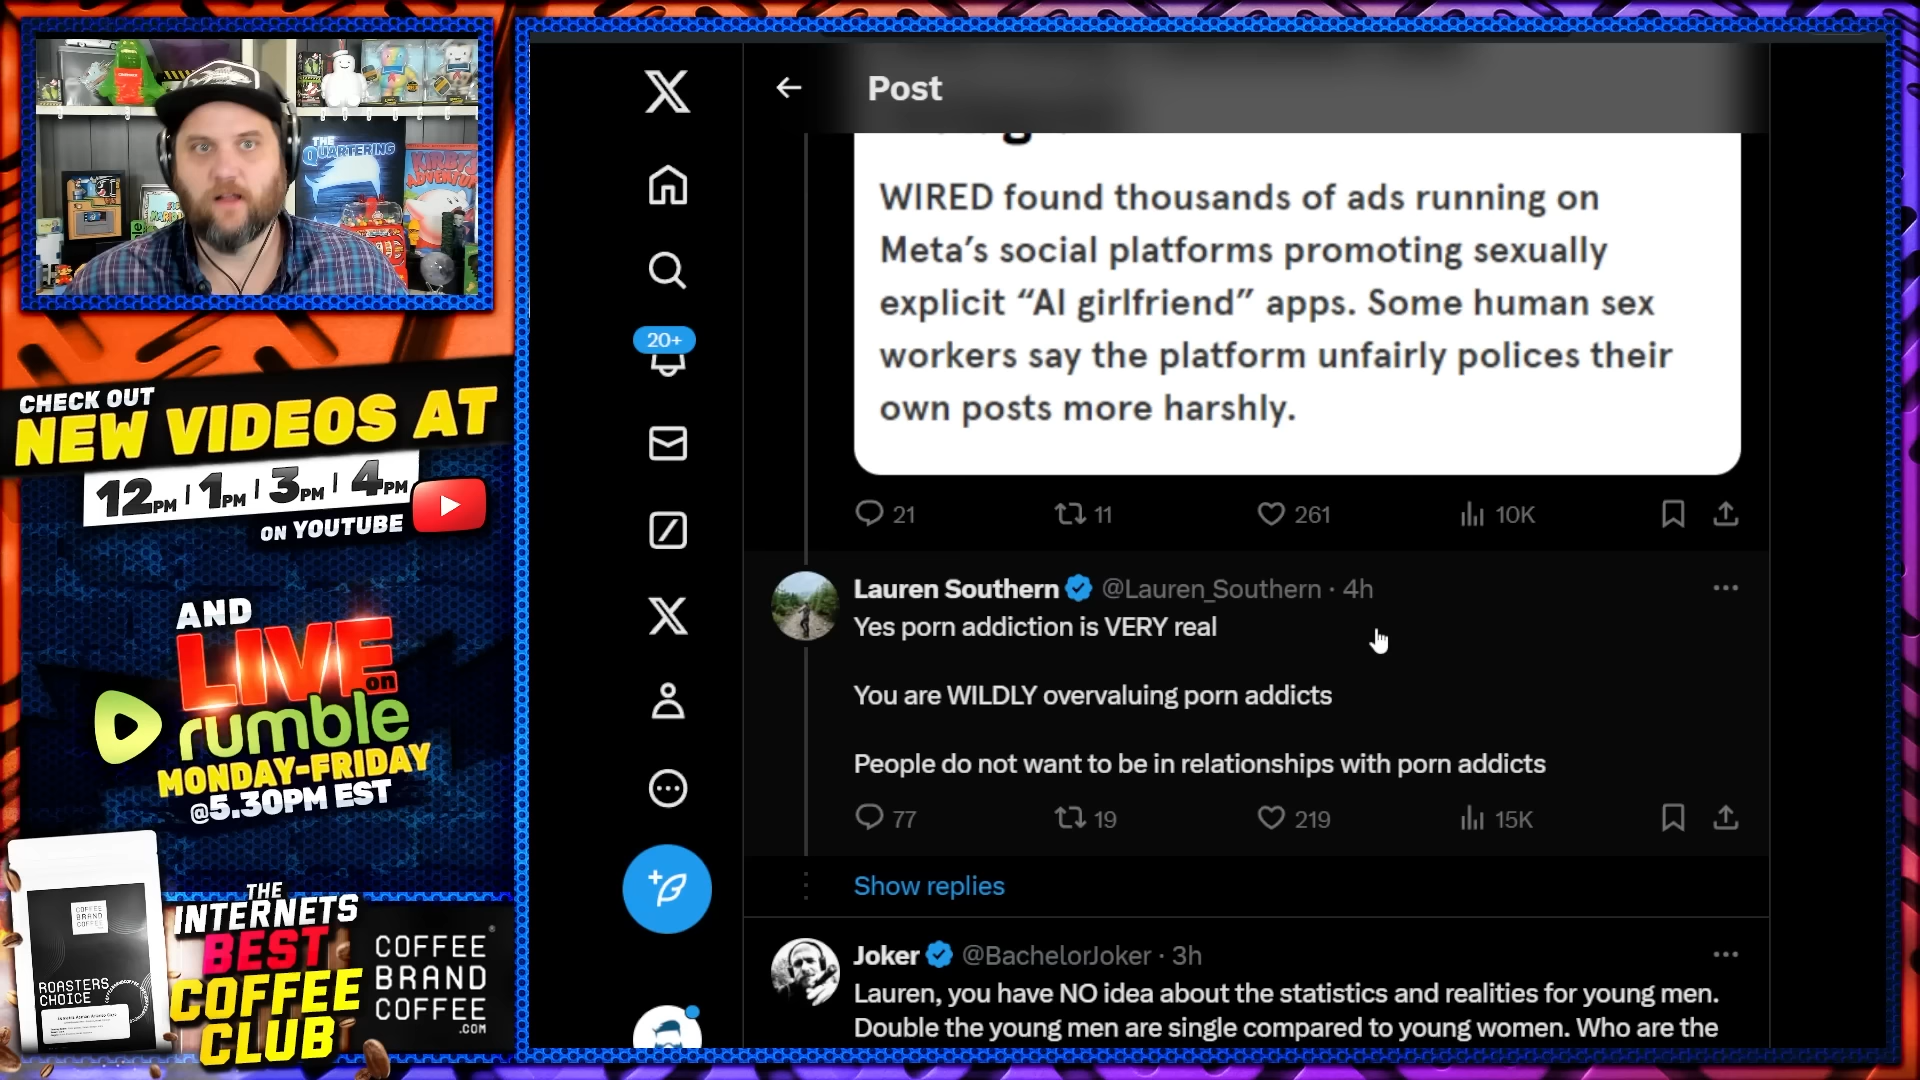 THE
QUARTERING
KIRBY'S
ADVENTURE
CHECK OUT
NEW VIDEOS AT
12PM | 1PM | 3PM | 4PM
ON YOUTUBE
AND
LIVE on
rumble
MONDAY-FRIDAY
@5.30PM EST
COFFEE
BRAND
COFFEE
ROASTERS
CHOICE
THE
INTERNETS
BEST
COFFEE
CLUB
COFFEE
BRAND
COFFEE
.COM
20+
Post
WIRED found thousands of ads running on
Meta’s social platforms promoting sexually
explicit “AI girlfriend” apps. Some human sex
workers say the platform unfairly polices their
own posts more harshly.
21 11 261 10K
Lauren Southern @Lauren_Southern · 4h
Yes porn addiction is VERY real
You are WILDLY overvaluing porn addicts
People do not want to be in relationships with porn addicts
77 19 219 15K
Show replies
Joker @BachelorJoker · 3h
Lauren, you have NO idea about the statistics and realities for young men.
Double the young men are single compared to young women. Who are the